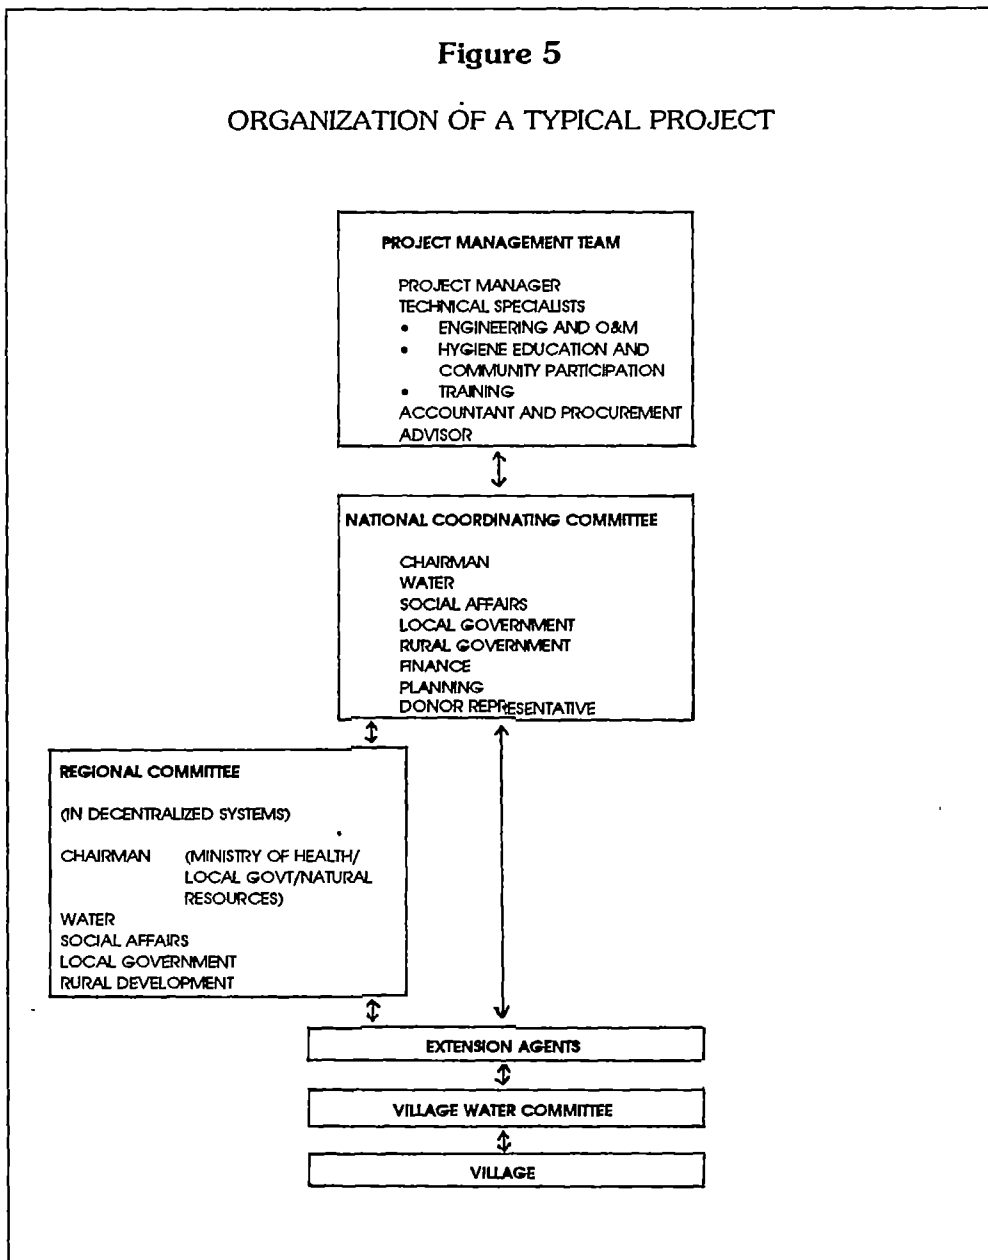 Figure 5
ORGANIZATION OF A TYPICAL PROJECT
PROJECT MANAGEMENT TEAM
PROJECT MANAGER
TECHNICAL SPECIALISTS
• ENGINEERING AND O&M
• HYGIENE EDUCATION AND
COMMUNITY PARTICIPATION
• TRAINING
ACCOUNTANT AND PROCUREMENT
ADVISOR
NATIONAL COORDINATING COMMITTEE
CHAIRMAN
WATER
SOCIAL AFFAIRS
LOCAL GOVERNMENT
RURAL GOVERNMENT
FINANCE
PLANNING
DONOR REPRESENTATIVE
REGIONAL COMMITTEE
(IN DECENTRALIZED SYSTEMS)
CHAIRMAN (MINISTRY OF HEALTH/
LOCAL GOVT/NATURAL
RESOURCES)
WATER
SOCIAL AFFAIRS
LOCAL GOVERNMENT
RURAL DEVELOPMENT
EXTENSION AGENTS
VILLAGE WATER COMMITTEE
VILLAGE